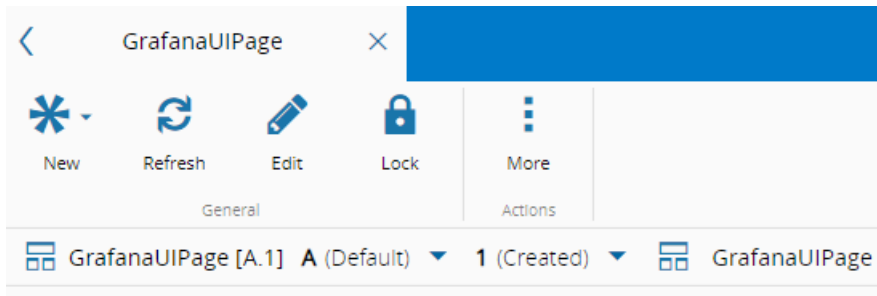 GrafanaUIPage
New Refresh Edit Lock More
General Actions
GrafanaUIPage [A.1] A (Default) 1 (Created) GrafanaUIPage